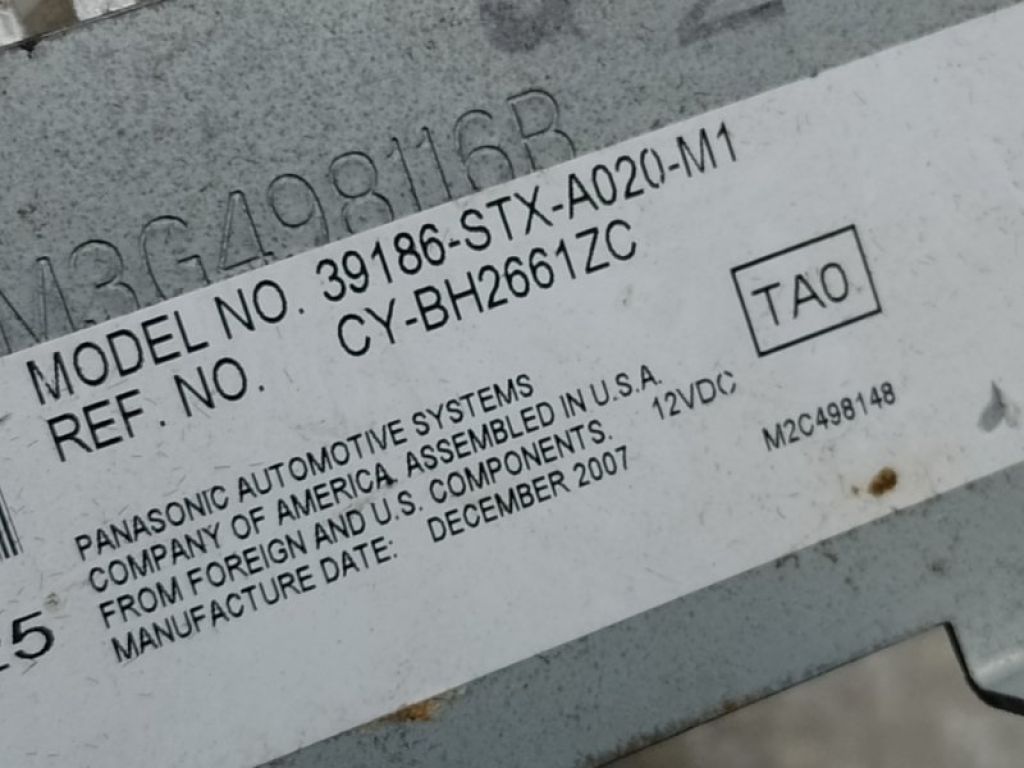 M3G498116B
MODEL NO. 39186-STX-A020-M1
REF. NO. CY-BH2661ZC
TAO
PANASONIC AUTOMOTIVE SYSTEMS
COMPANY OF AMERICA. ASSEMBLED IN U.S.A.
FROM FOREIGN AND U.S. COMPONENTS. 12VDC
MANUFACTURE DATE: DECEMBER 2007
M2C498148